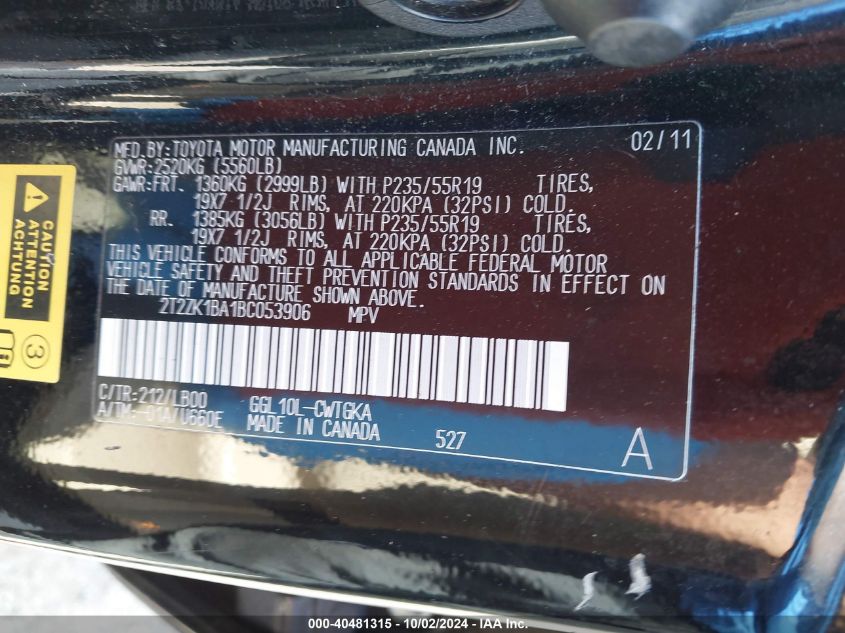 MFD.BY:TOYOTA MOTOR MANUFACTURING CANADA INC. 02/11
GVWR:2520KG (5560LB)
GAWR:FRT. 1360KG (2999LB) WITH P235/55R19 TIRES,
19X7 1/2J RIMS, AT 220KPA (32PSI) COLD.
RR. 1385KG (3056LB) WITH P235/55R19 TIRES,
19X7 1/2J RIMS, AT 220KPA (32PSI) COLD.
THIS VEHICLE CONFORMS TO ALL APPLICABLE FEDERAL MOTOR
VEHICLE SAFETY AND THEFT PREVENTION STANDARDS IN EFFECT ON
THE DATE OF MANUFACTURE SHOWN ABOVE.
2T2ZK1BA1BC053906 MPV
C/TR:212/LB00 GGL10L-CWTGKA
A/TM:-01A/U660E MADE IN CANADA 527 A
CAUTION
ATTENTION
ACHTUNG
3
000-40481315 - 10/02/2024 - IAA Inc.